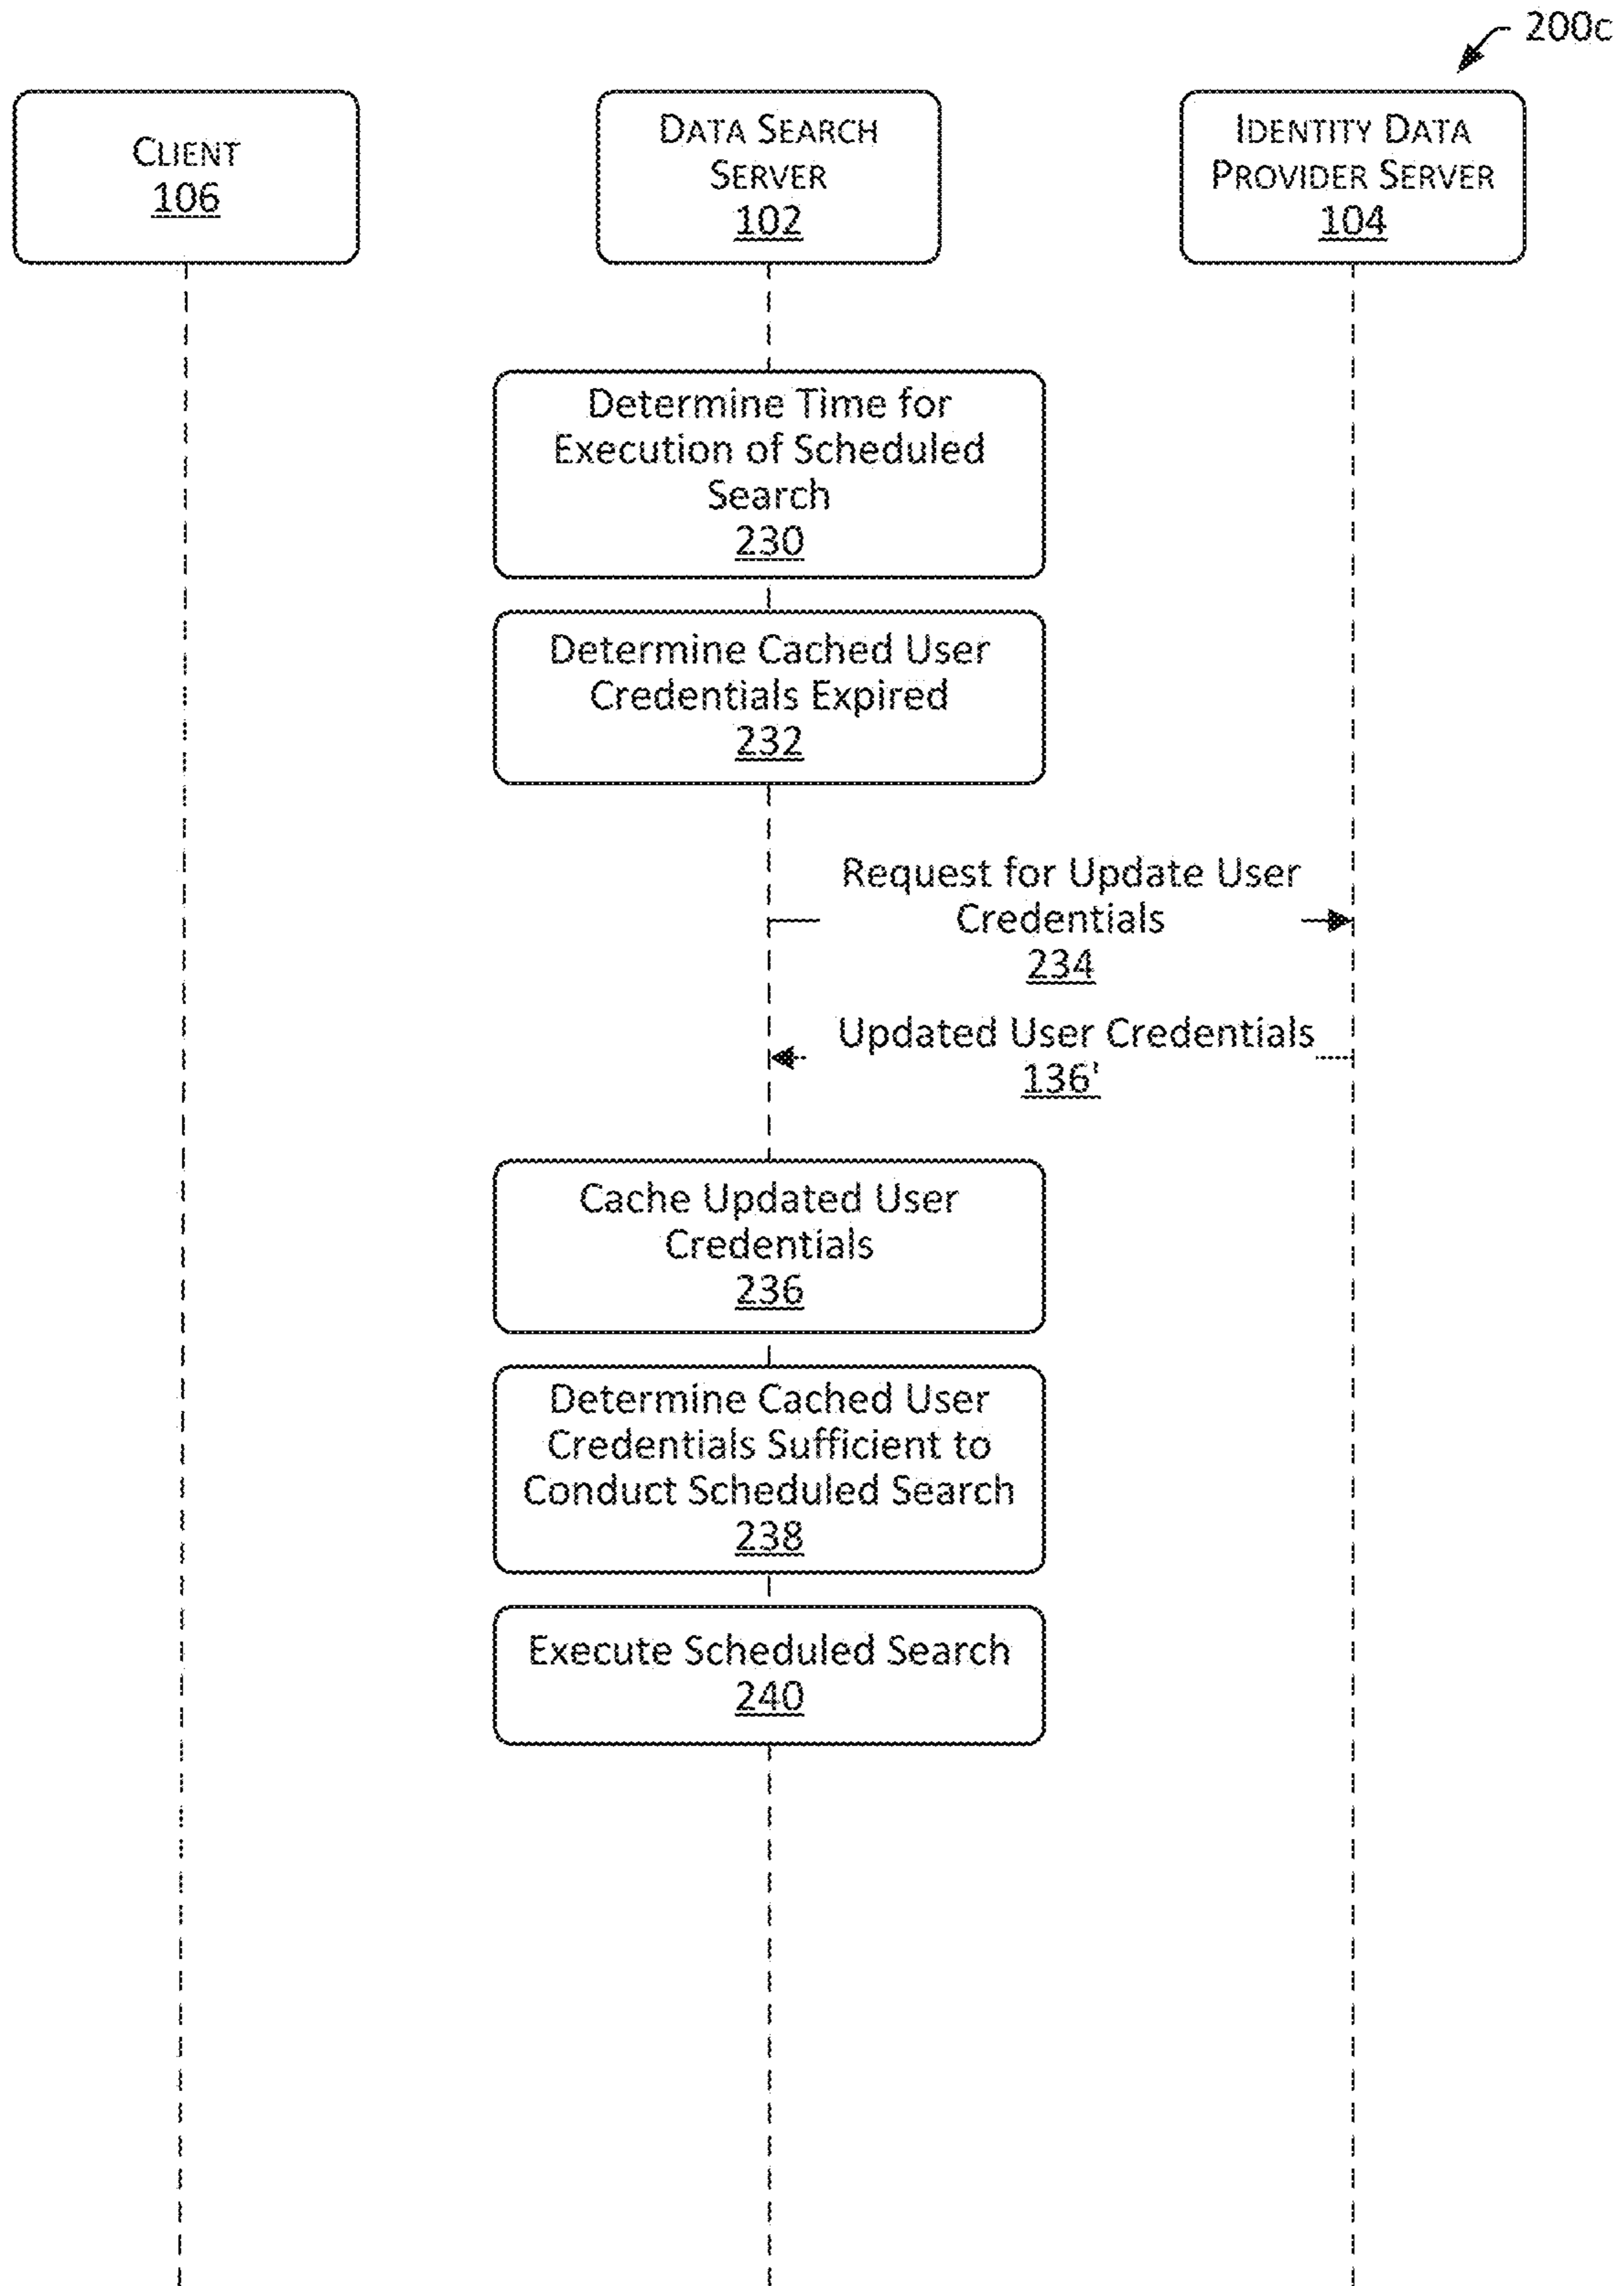 200c
CLIENT
106
DATA SEARCH
SERVER
102
IDENTITY DATA
PROVIDER SERVER
104
Determine Time for
Execution of Scheduled
Search
230
Determine Cached User
Credentials Expired
232
Request for Update User
Credentials
234
Updated User Credentials
136'
Cache Updated User
Credentials
236
Determine Cached User
Credentials Sufficient to
Conduct Scheduled Search
238
Execute Scheduled Search
240